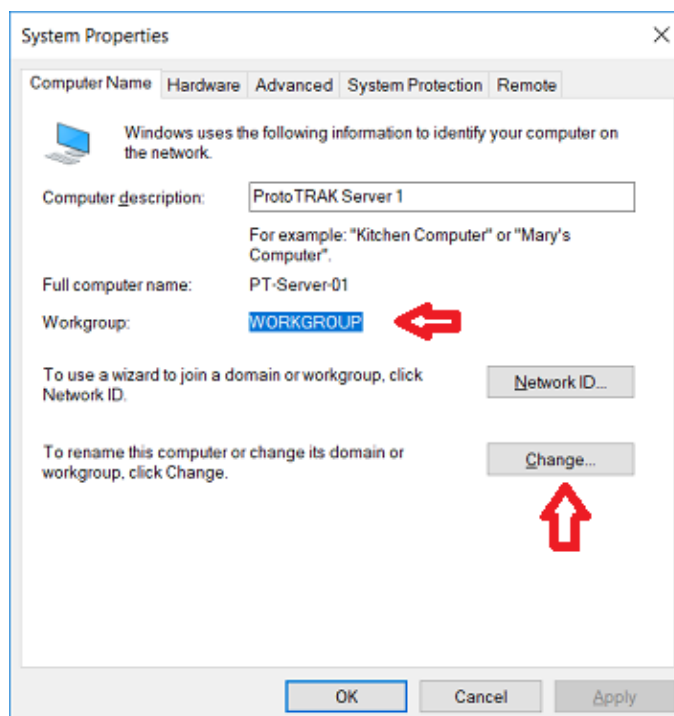 System Properties
Computer Name Hardware Advanced System Protection Remote
Windows uses the following information to identify your computer on
the network.
Computer description: ProtoTRAK Server 1
For example: "Kitchen Computer" or "Mary's
Computer".
Full computer name: PT-Server-01
Workgroup: WORKGROUP
To use a wizard to join a domain or workgroup, click
Network ID.
Network ID...
To rename this computer or change its domain or
workgroup, click Change.
Change...
OK Cancel Apply